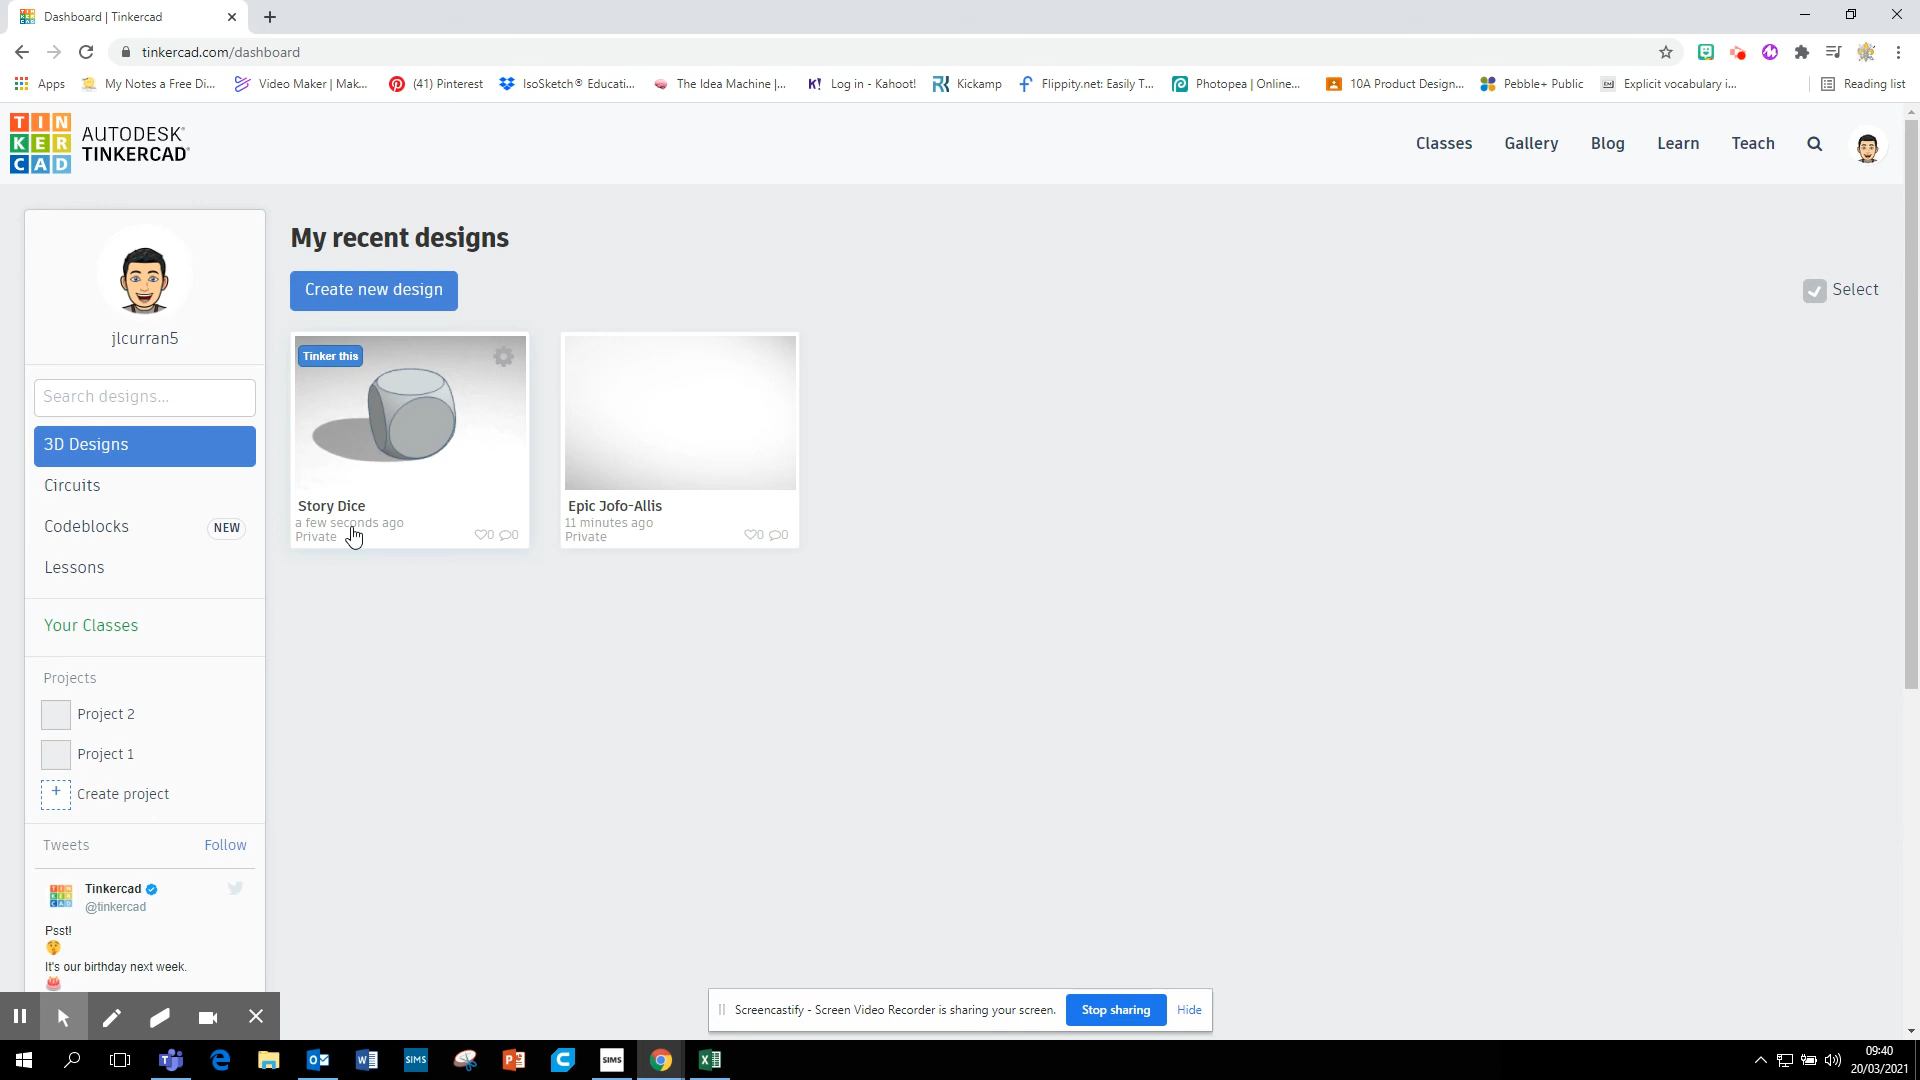 Dashboard | Tinkercad
tinkercad.com/dashboard
Apps
My Notes a Free Di...
Video Maker | Mak...
(41) Pinterest
IsoSketch® Educati...
The Idea Machine |...
K! Log in - Kahoot!
Kickamp
Flippity.net: Easily T...
Photopea | Online...
10A Product Design...
Pebble+ Public
Explicit vocabulary i...
Reading list
TIN
KER
CAD
AUTODESK®
TINKERCAD®
Classes
Gallery
Blog
Learn
Teach
My recent designs
Create new design
Select
jlcurran5
Search designs...
3D Designs
Circuits
Codeblocks
NEW
Lessons
Your Classes
Projects
Project 2
Project 1
+ Create project
Tweets
Follow
Tinkercad
@tinkercad
Psst!
It's our birthday next week.
Tinker this
Story Dice
a few seconds ago
Private
0
0
Epic Jofo-Allis
11 minutes ago
Private
0
0
Screencastify - Screen Video Recorder is sharing your screen.
Stop sharing
Hide
SIMS
SIMS
09:40
20/03/2021